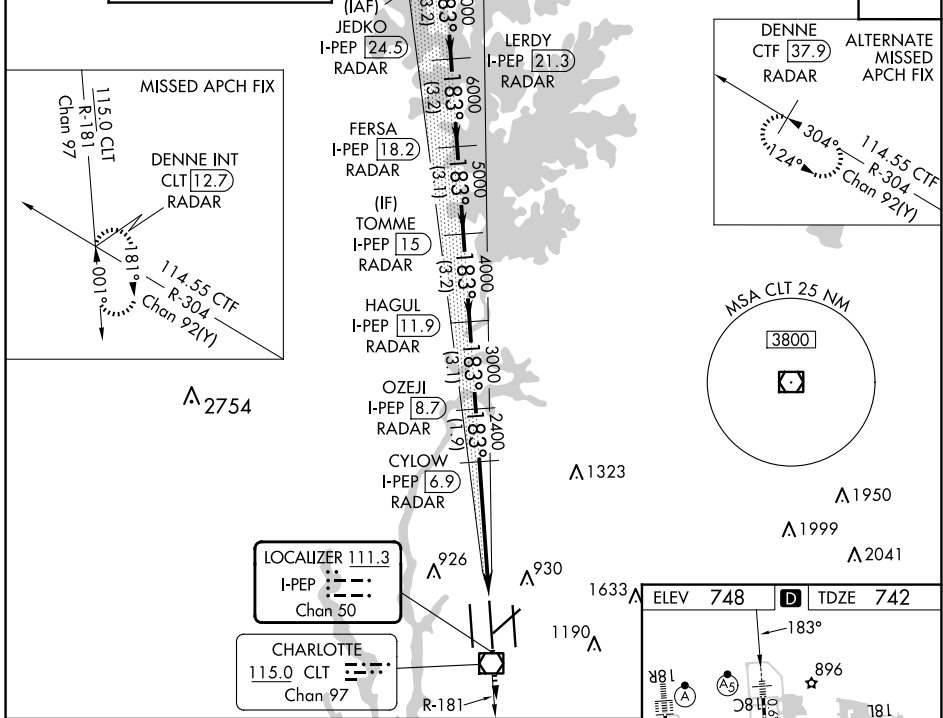 (IAF)
JEDKO
I-PEP 24.5
RADAR
LERDY
I-PEP 21.3
RADAR
183°
(3.2)
183°
6000
(3.2)
FERSA
I-PEP 18.2
RADAR
183°
5000
(3.1)
(IF)
TOMME
I-PEP 15
RADAR
183°
4000
(3.2)
HAGUL
I-PEP 11.9
RADAR
183°
3000
(3.1)
OZEJI
I-PEP 8.7
RADAR
183°
2400
(1.9)
CYLOW
I-PEP 6.9
RADAR
MISSED APCH FIX
115.0 CLT
R-181
Chan 97
DENNE INT
CLT 12.7
RADAR
181°
001°
114.55 CTF
R-304
Chan 92(Y)
2754
DENNE
CTF 37.9
RADAR
ALTERNATE
MISSED
APCH FIX
304°
124°
114.55 CTF
R-304
Chan 92(Y)
MSA CLT 25 NM
3800
1323
1950
1999
2041
926
930
1633
1190
LOCALIZER 111.3
I-PEP
Chan 50
CHARLOTTE
115.0 CLT
Chan 97
R-181
ELEV 748 D TDZE 742
183°
896
18R
A
A5
18C
18L